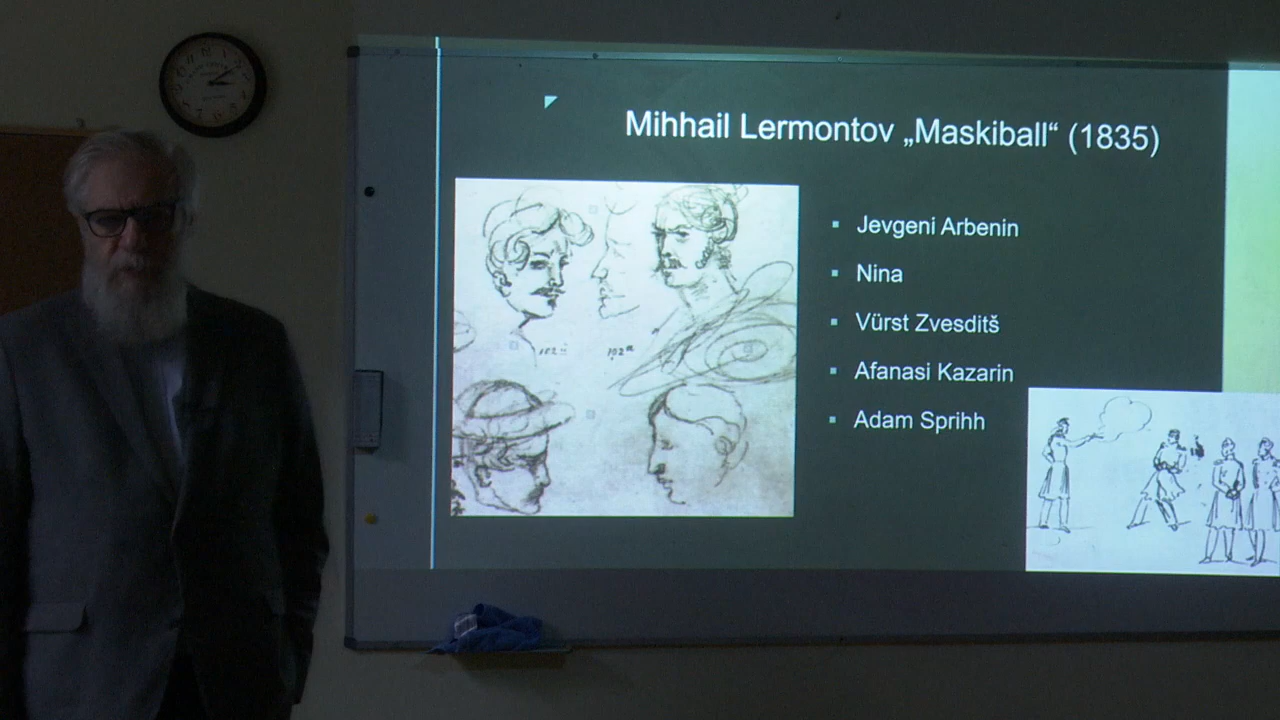 Mihhail Lermontov „Maskiball“ (1835)
Jevgeni Arbenin
Nina
Vürst Zvesditš
Afanasi Kazarin
Adam Sprihh